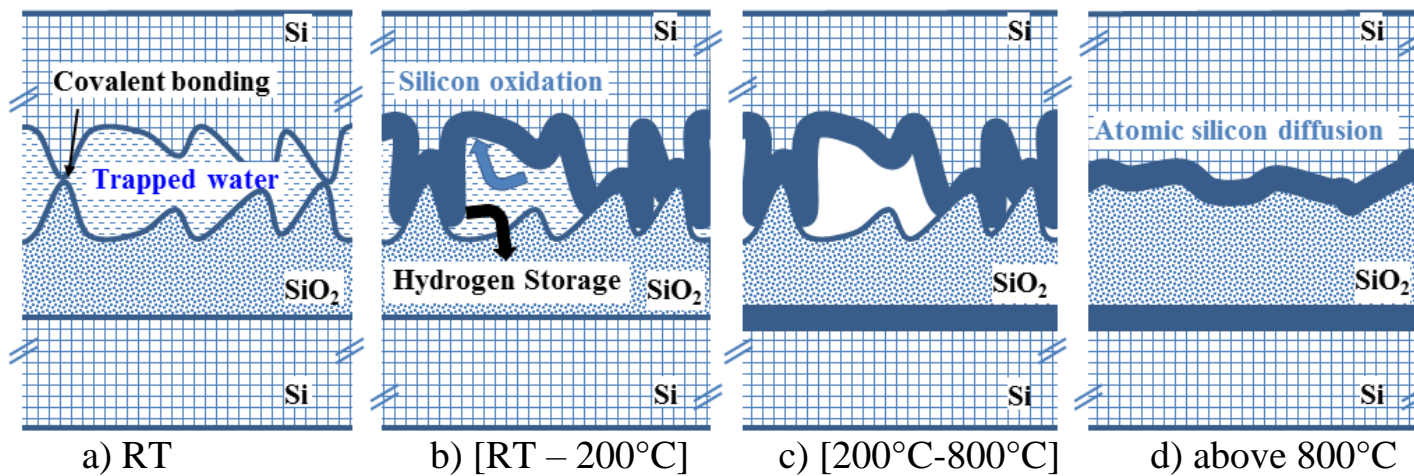 Si
Covalent bonding
Trapped water
SiO₂
Si
a) RT
Si
Silicon oxidation
Hydrogen Storage
SiO₂
Si
b) [RT – 200°C]
Si
SiO₂
Si
c) [200°C-800°C]
Si
Atomic silicon diffusion
SiO₂
Si
d) above 800°C